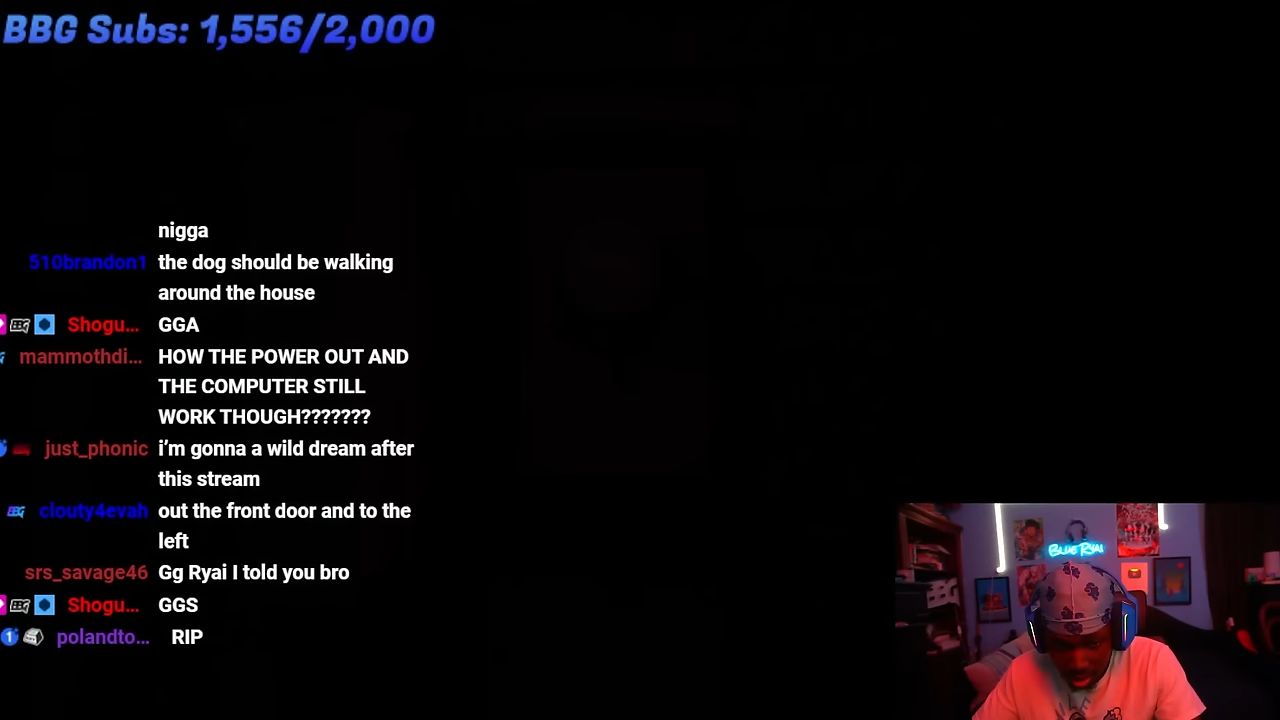 BBG Subs: 1,556/2,000
nigga
510brandon1 the dog should be walking
around the house
Shogu... GGA
mammothdi... HOW THE POWER OUT AND
THE COMPUTER STILL
WORK THOUGH???????
just_phonic i’m gonna a wild dream after
this stream
clouty4evah out the front door and to the
left
srs_savage46 Gg Ryai I told you bro
Shogu... GGS
polandto... RIP
BLUE RYAI